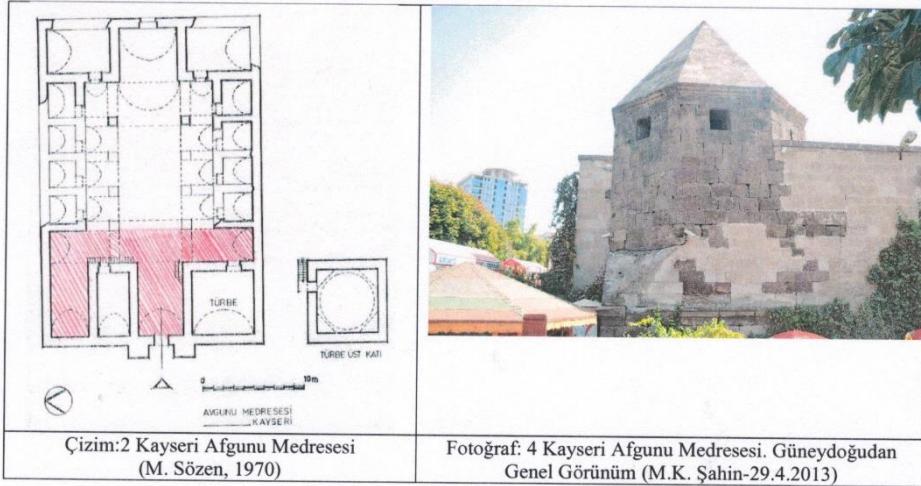 TÜRBE
TÜRBE ÜST KATI
0 10m
AVGUNU MEDRESESİ
KAYSERİ
Çizim:2 Kayseri Afgunu Medresesi
(M. Sözen, 1970)
Fotoğraf: 4 Kayseri Afgunu Medresesi. Güneydoğudan
Genel Görünüm (M.K. Şahin-29.4.2013)